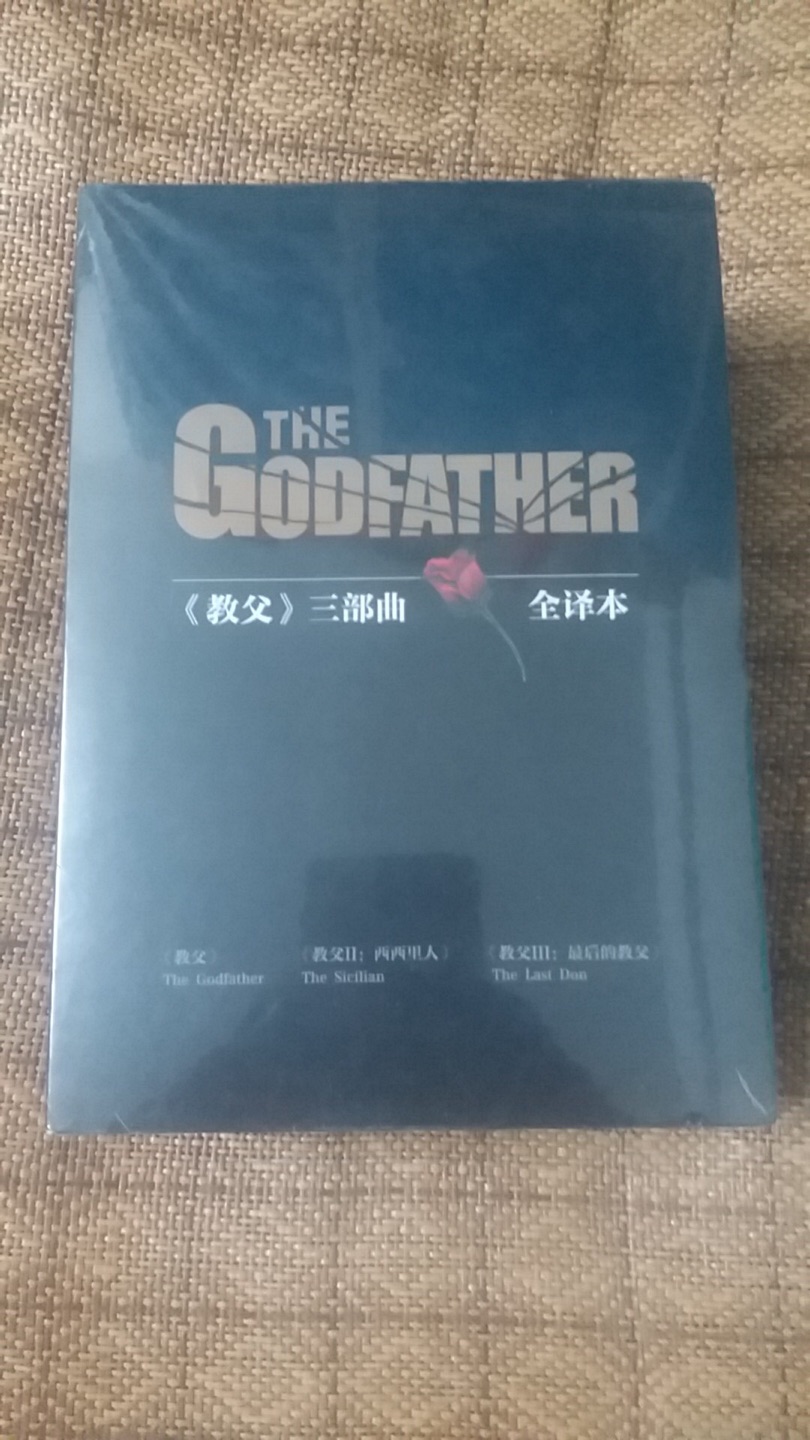 THE
GODFATHER
《教父》三部曲 全译本
《教父》 《教父II：西西里人》 《教父III：最后的教父》
The Godfather The Sicilian The Last Don